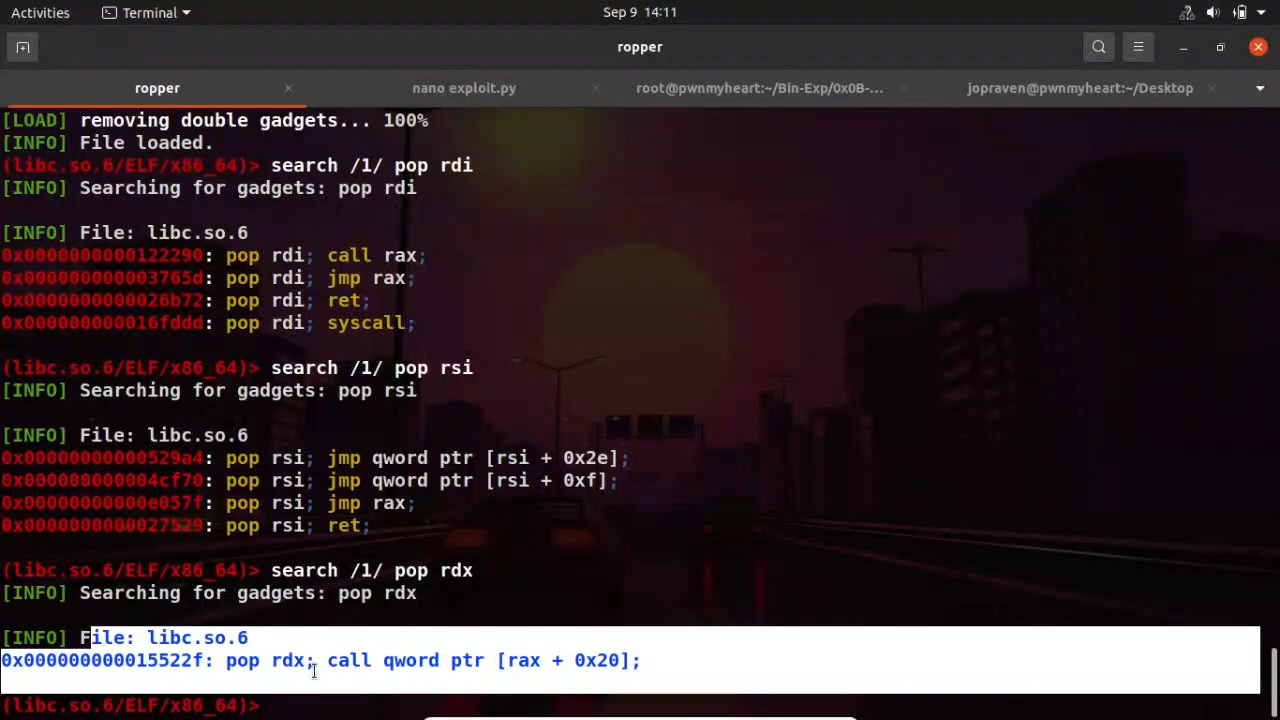 Activities Terminal Sep 9 14:11
ropper
ropper nano exploit.py root@pwnmyheart:~/Bin-Exp/0x0B-... jopraven@pwnmyheart:~/Desktop
[LOAD] removing double gadgets... 100%
[INFO] File loaded.
(libc.so.6/ELF/x86_64)> search /1/ pop rdi
[INFO] Searching for gadgets: pop rdi
[INFO] File: libc.so.6
0x0000000000122290: pop rdi; call rax;
0x000000000003765d: pop rdi; jmp rax;
0x0000000000026b72: pop rdi; ret;
0x000000000016fddd: pop rdi; syscall;
(libc.so.6/ELF/x86_64)> search /1/ pop rsi
[INFO] Searching for gadgets: pop rsi
[INFO] File: libc.so.6
0x00000000000529a4: pop rsi; jmp qword ptr [rsi + 0x2e];
0x000000000004cf70: pop rsi; jmp qword ptr [rsi + 0xf];
0x00000000000e057f: pop rsi; jmp rax;
0x0000000000027529: pop rsi; ret;
(libc.so.6/ELF/x86_64)> search /1/ pop rdx
[INFO] Searching for gadgets: pop rdx
[INFO] File: libc.so.6
0x000000000015522f: pop rdx; call qword ptr [rax + 0x20];
(libc.so.6/ELF/x86_64)>